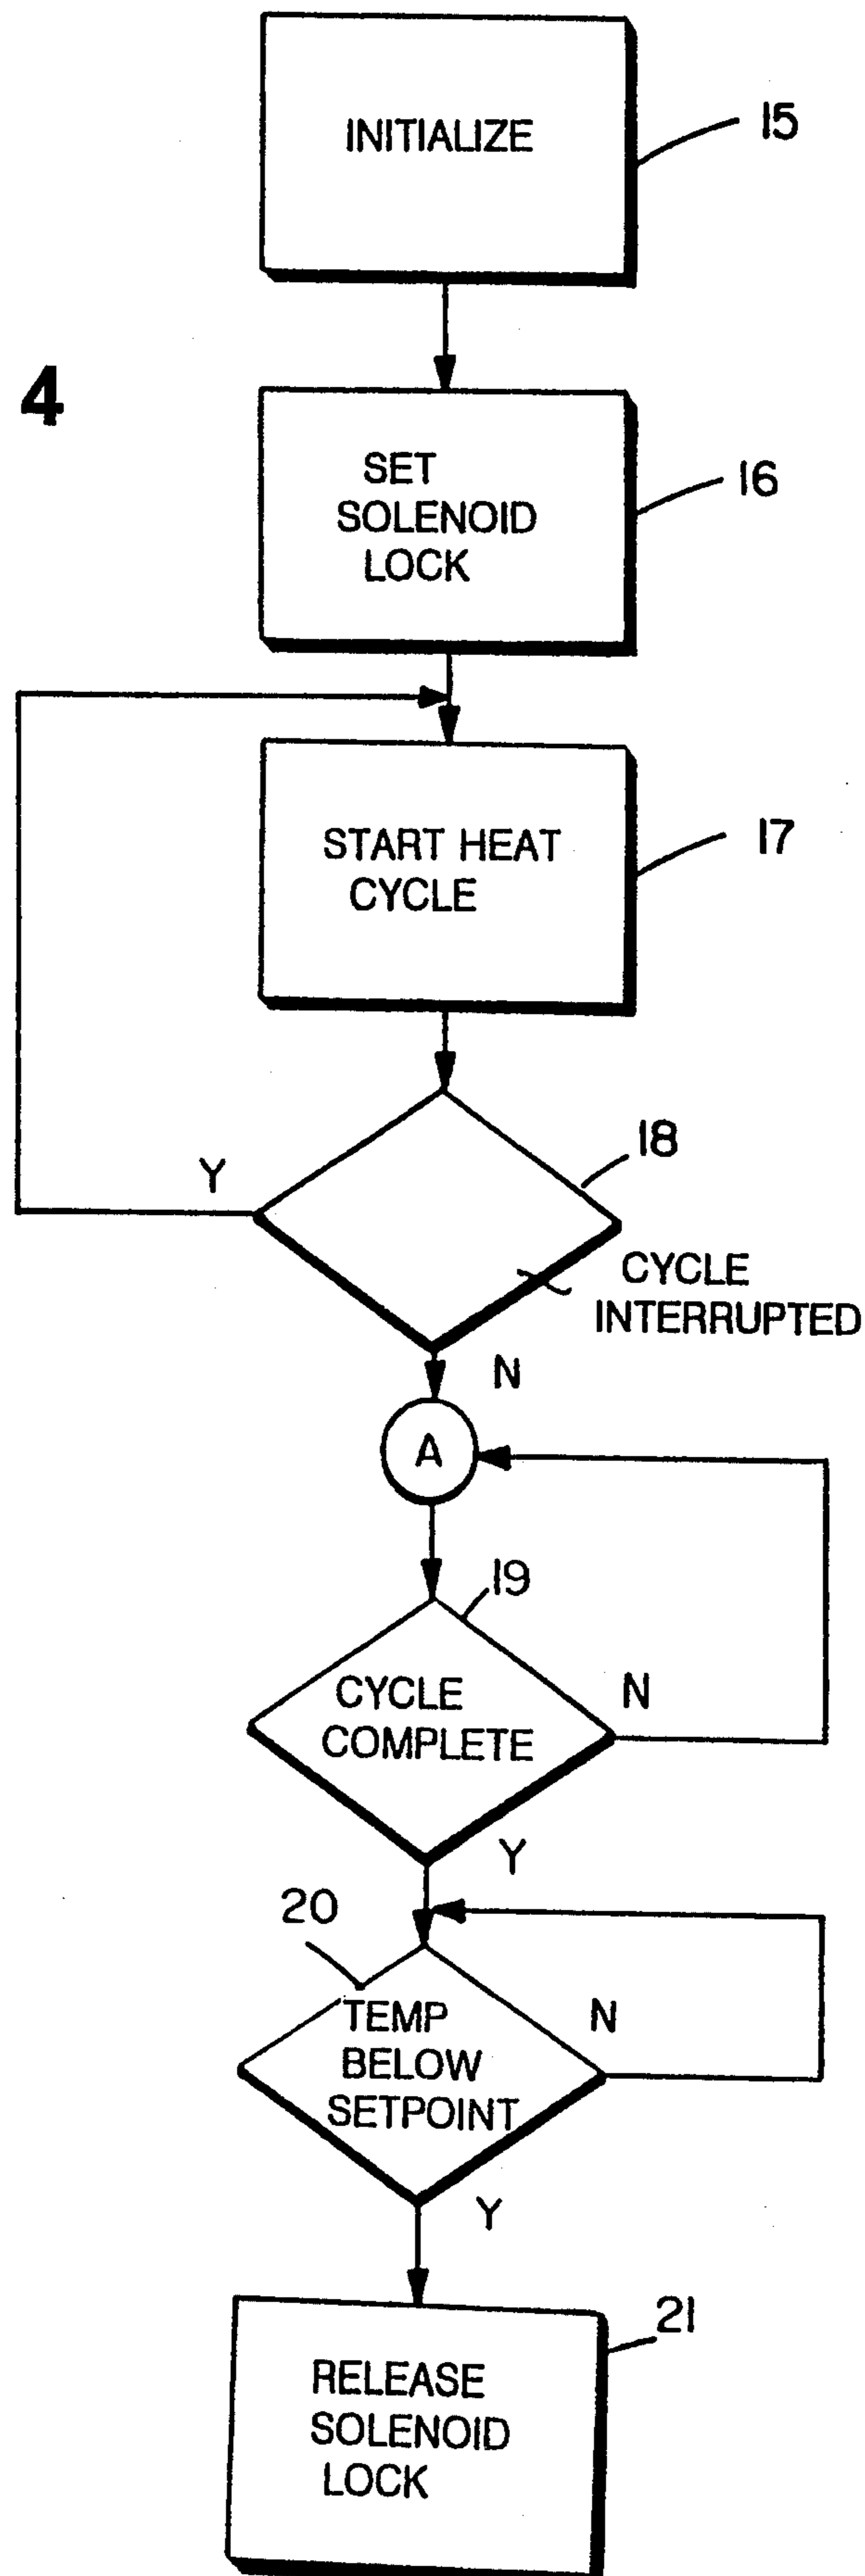 INITIALIZE
15
4
SET
SOLENOID
LOCK
16
START HEAT
CYCLE
17
18
Y
CYCLE
INTERRUPTED
N
A
19
CYCLE
COMPLETE
N
Y
20
TEMP
BELOW
SETPOINT
N
Y
21
RELEASE
SOLENOID
LOCK